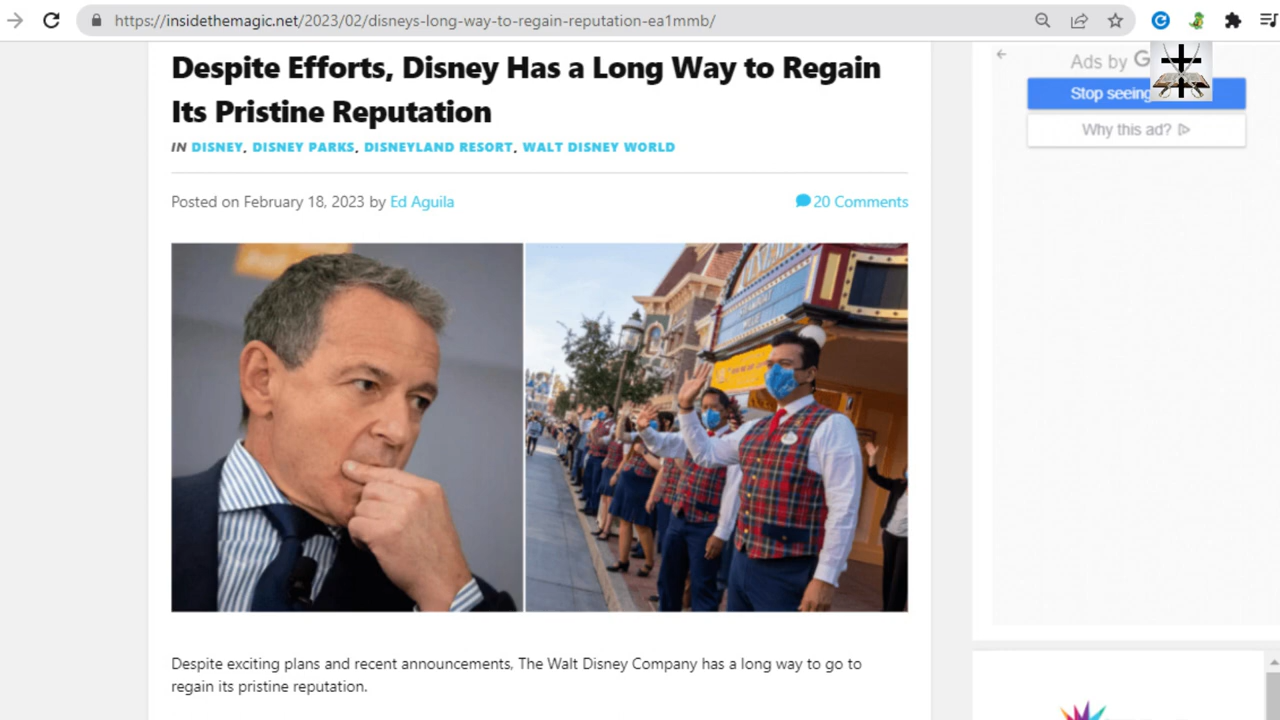 https://insidethemagic.net/2023/02/disneys-long-way-to-regain-reputation-ea1mmb/
Despite Efforts, Disney Has a Long Way to Regain
Its Pristine Reputation
IN DISNEY, DISNEY PARKS, DISNEYLAND RESORT, WALT DISNEY WORLD
Posted on February 18, 2023 by Ed Aguila
20 Comments
Despite exciting plans and recent announcements, The Walt Disney Company has a long way to go to
regain its pristine reputation.
Ads by G
Stop seeing
Why this ad?